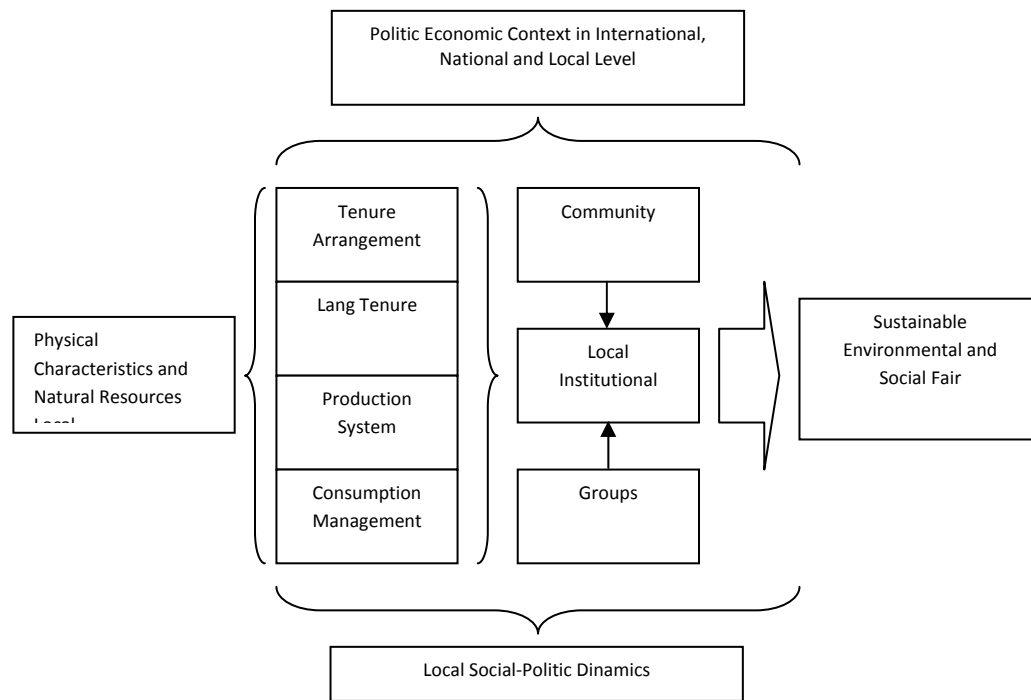 Politic Economic Context in International,
National and Local Level
Tenure
Arrangement
Community
Lang Tenure
Physical
Characteristics and
Natural Resources
Local
Local
Institutional
Sustainable
Environmental and
Social Fair
Production
System
Consumption
Management
Groups
Local Social-Politic Dinamics